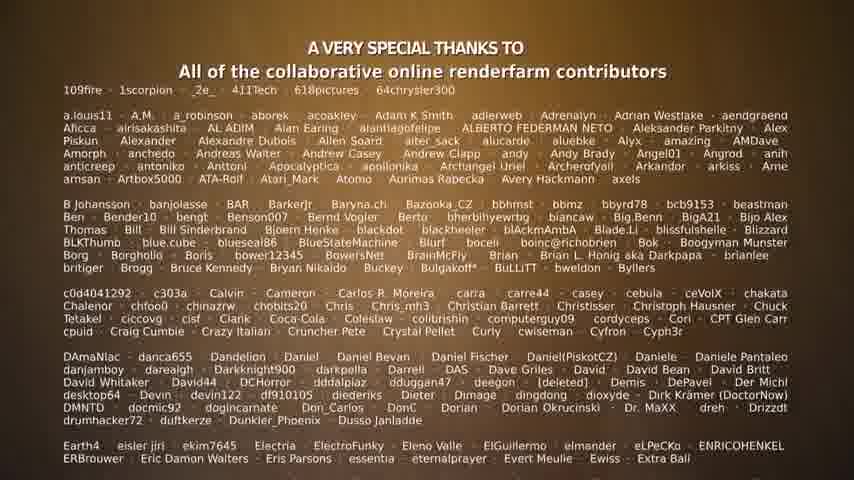 A VERY SPECIAL THANKS TO
All of the collaborative online renderfarm contributors
109fire · 1scorpion · _2e_ · 411Tech · 618pictures · 64chrysler300
a.louis11 · A.M. · a_robinson · aborek · acoakley · Adam K Smith · adlerweb · Adrenalyn · Adrian Westlake · aendgraend
Aficca · alrisakashita · AL ADIM · Alan Earing · alantiagofelipe · ALBERTO FEDERMAN NETO · Aleksander Parkitny · Alex
Piskun · Alexander · Alexandre Dubois · Allen Soard · alter_sack · alucarde · aluebke · Alyx · amazing · AMDave
Amorph · anchedo · Andreas Walter · Andrew Casey · Andrew Clapp · andy · Andy Brady · Angel01 · Angrod · anih
anticreep · antoniko · Anttoni · Apocalyptica · apollonika · Archangel Uriel · Archerofyall · Arkandor · arkiss · Arne
arnsan · Artbox5000 · ATA-Rolf · Atari_Mark · Atomo · Aurimas Rapecka · Avery Hackmann · axels
B Johansson · banjolasse · BAR · BarkerJr · Baryna.ch · Bazooka_CZ · bbhmst · bbmz · bbyrd78 · bcb9153 · beastman
Ben · Bender10 · bengt · Benson007 · Bernd Vogler · Berto · bherbihyewrbg · biancaw · Big.Benn · BigA21 · Bijo Alex
Thomas · Bill · Bill Sinderbrand · Bjoern Henke · blackdot · blackheeler · blAckmAmbA · Blade.Li · blissfulshelle · Blizzard
BLKThumb · blue.cube · blueseal86 · BlueStateMachine · Blurf · boceli · boinc@richobrien · Bok · Boogyman Munster
Borg · Borghollo · Boris · bower12345 · BowersNet · BrainMcFly · Brian · Brian L. Honig aka Darkpapa · brianlee
britiger · Brogg · Bruce Kennedy · Bryan Nikaido · Buckey · Bulgakoff* · BuLLiTT · bweldon · Byllers
c0d4041292 · c303a · Calvin · Cameron · Carlos R. Moreira · carra · carre44 · casey · cebula · ceVoIX · chakata
Chalenor · chfoo0 · chinazrw · chobits20 · Chris · Chris_mh3 · Christian Barrett · Christisser · Christoph Hausner · Chuck
Tetakel · ciccovg · cisf · Clank · Coca-Cola · Coleslaw · colibrishin · computerguy09 · cordyceps · Cori · CPT Glen Carr
cpuid · Craig Cumbie · Crazy Italian · Cruncher Pete · Crystal Pellet · Curly · cwiseman · Cyfron · Cyph3r
DAmaNIac · danca655 · Dandelion · Daniel · Daniel Bevan · Daniel Fischer · Daniel(PiskotCZ) · Daniele · Daniele Pantaleo
danjamboy · darealgh · Darkknight900 · darkpella · Darrell · DAS · Dave Griles · David · David Bean · David Britt
David Whitaker · David44 · DCHorror · dddalplaz · dduggan47 · deegon · [deleted] · Demis · DePavel · Der Michl
desktop64 · Devin · devin122 · df910105 · diederiks · Dieter · Dimage · dingdong · dioxyde · Dirk Krämer (DoctorNow)
DMNTD · docmic92 · dogincarnate · Don_Carlos · DonC · Dorian · Dorian Okrucinski · Dr. MaXX · dreh · Drizzdt
drumhacker72 · duftkerze · Dunkler_Phoenix · Dusso Janladde
Earth4 · eisler jiri · ekim7645 · Electria · ElectroFunky · Eleno Valle · ElGuillermo · elmander · eLPeCKo · ENRICOHENKEL
ERBrouwer · Eric Damon Walters · Eris Parsons · essentia · eternalprayer · Evert Meulie · Ewiss · Extra Ball